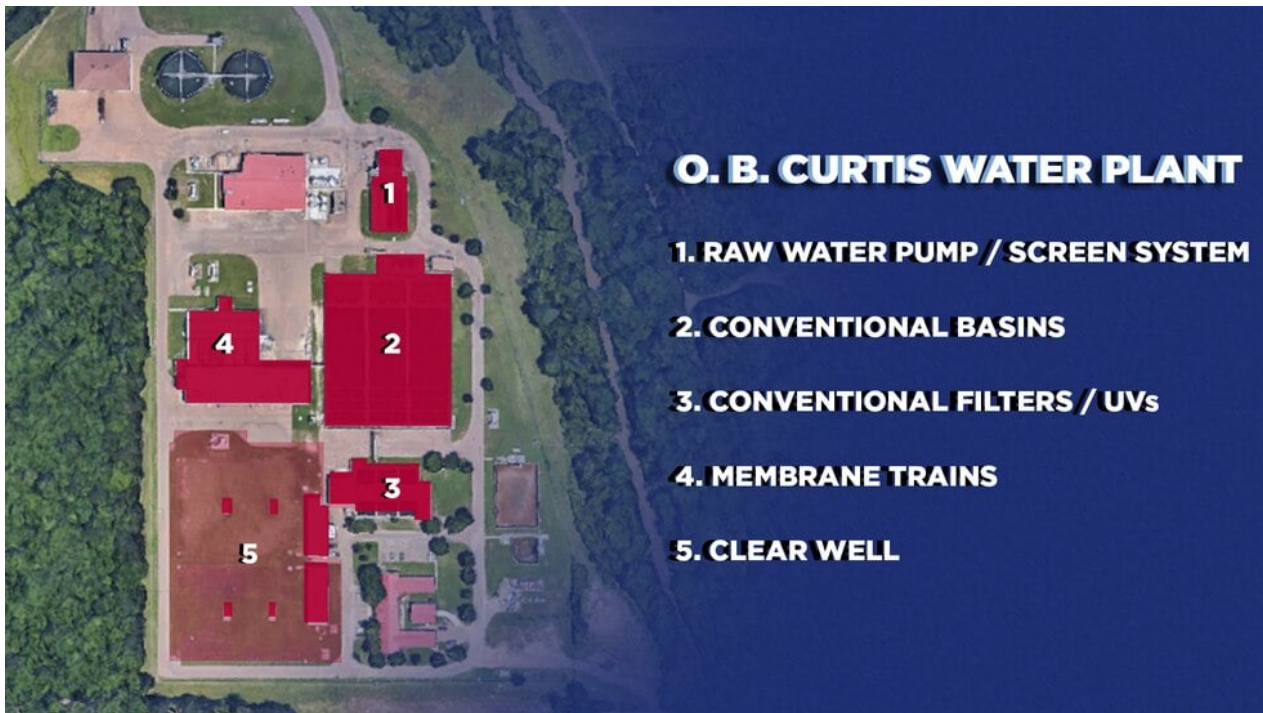 O. B. CURTIS WATER PLANT
1. RAW WATER PUMP / SCREEN SYSTEM
2. CONVENTIONAL BASINS
3. CONVENTIONAL FILTERS / UVs
4. MEMBRANE TRAINS
5. CLEAR WELL
1
2
4
3
5